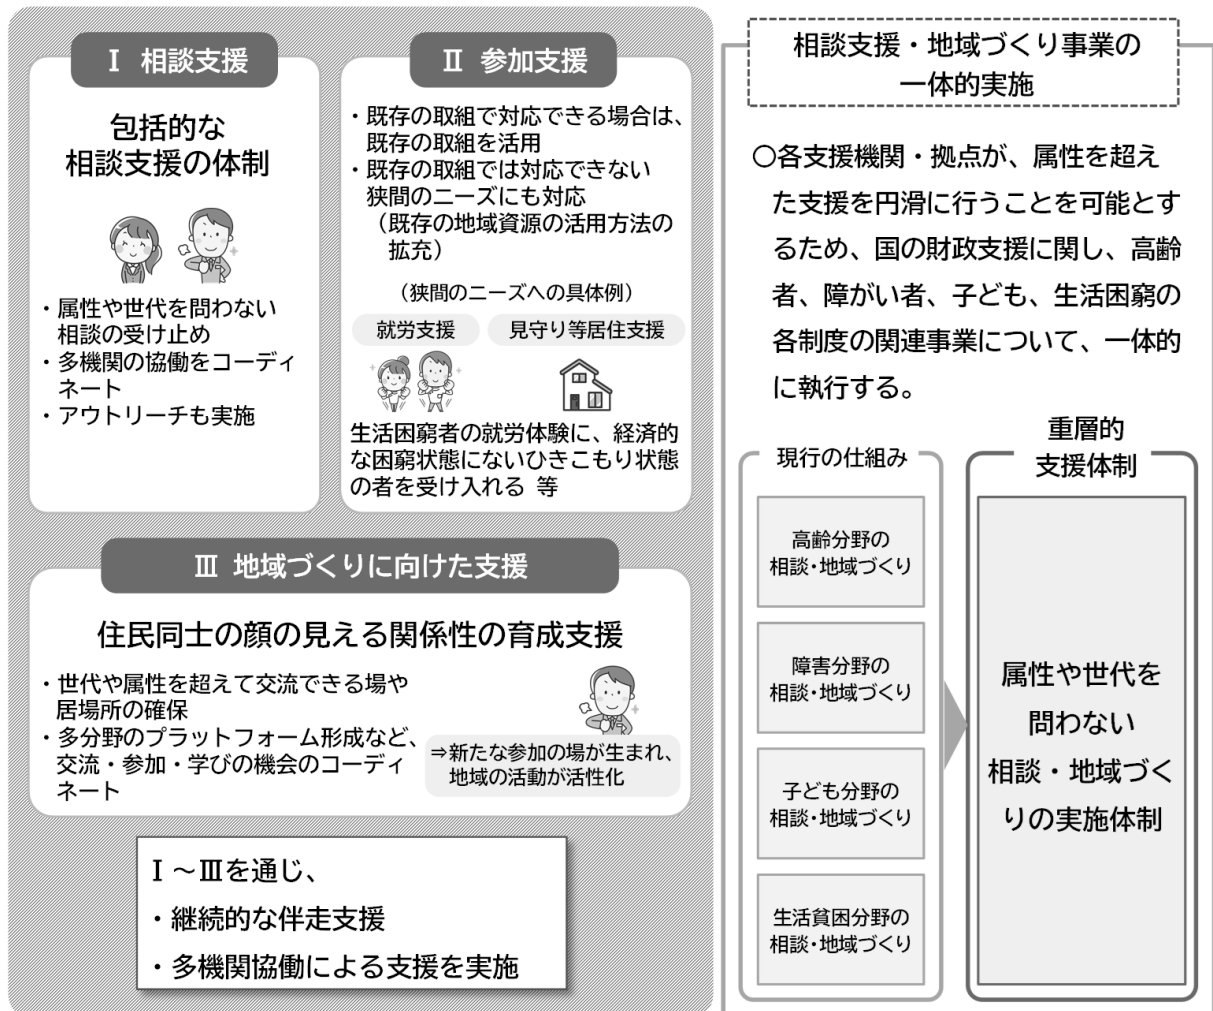 Ⅰ 相談支援
包括的な
相談支援の体制
・属性や世代を問わない
相談の受け止め
・多機関の協働をコーディ
ネート
・アウトリーチも実施
Ⅱ 参加支援
・既存の取組で対応できる場合は、
既存の取組を活用
・既存の取組では対応できない
狭間のニーズにも対応
（既存の地域資源の活用方法の
拡充）
（狭間のニーズへの具体例）
就労支援
見守り等居住支援
生活困窮者の就労体験に、経済的
な困窮状態にないひきこもり状態
の者を受け入れる 等
Ⅲ 地域づくりに向けた支援
住民同士の顔の見える関係性の育成支援
・世代や属性を超えて交流できる場や
居場所の確保
・多分野のプラットフォーム形成など、
交流・参加・学びの機会のコーディ
ネート
⇒新たな参加の場が生まれ、
地域の活動が活性化
Ⅰ～Ⅲを通じ、
・継続的な伴走支援
・多機関協働による支援を実施
相談支援・地域づくり事業の
一体的実施
○各支援機関・拠点が、属性を超え
た支援を円滑に行うことを可能とす
るため、国の財政支援に関し、高齢
者、障がい者、子ども、生活困窮の
各制度の関連事業について、一体的
に執行する。
現行の仕組み
高齢分野の
相談・地域づくり
障害分野の
相談・地域づくり
子ども分野の
相談・地域づくり
生活貧困分野の
相談・地域づくり
重層的
支援体制
属性や世代を
問わない
相談・地域づく
りの実施体制